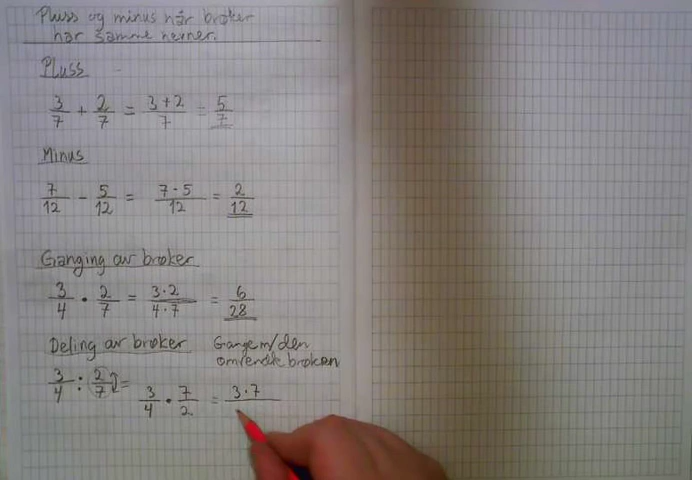 Pluss og minus når brøker
har samme nevner.
Pluss
3/7 + 2/7 = 3+2/7 = 5/7
Minus
7/12 - 5/12 = 7-5/12 = 2/12
Ganging av brøker
3/4 · 2/7 = 3·2/4·7 = 6/28
Deling av brøker
Gange m/den
omvendte brøken
3/4 : 2/7 = 3/4 · 7/2 = 3·7